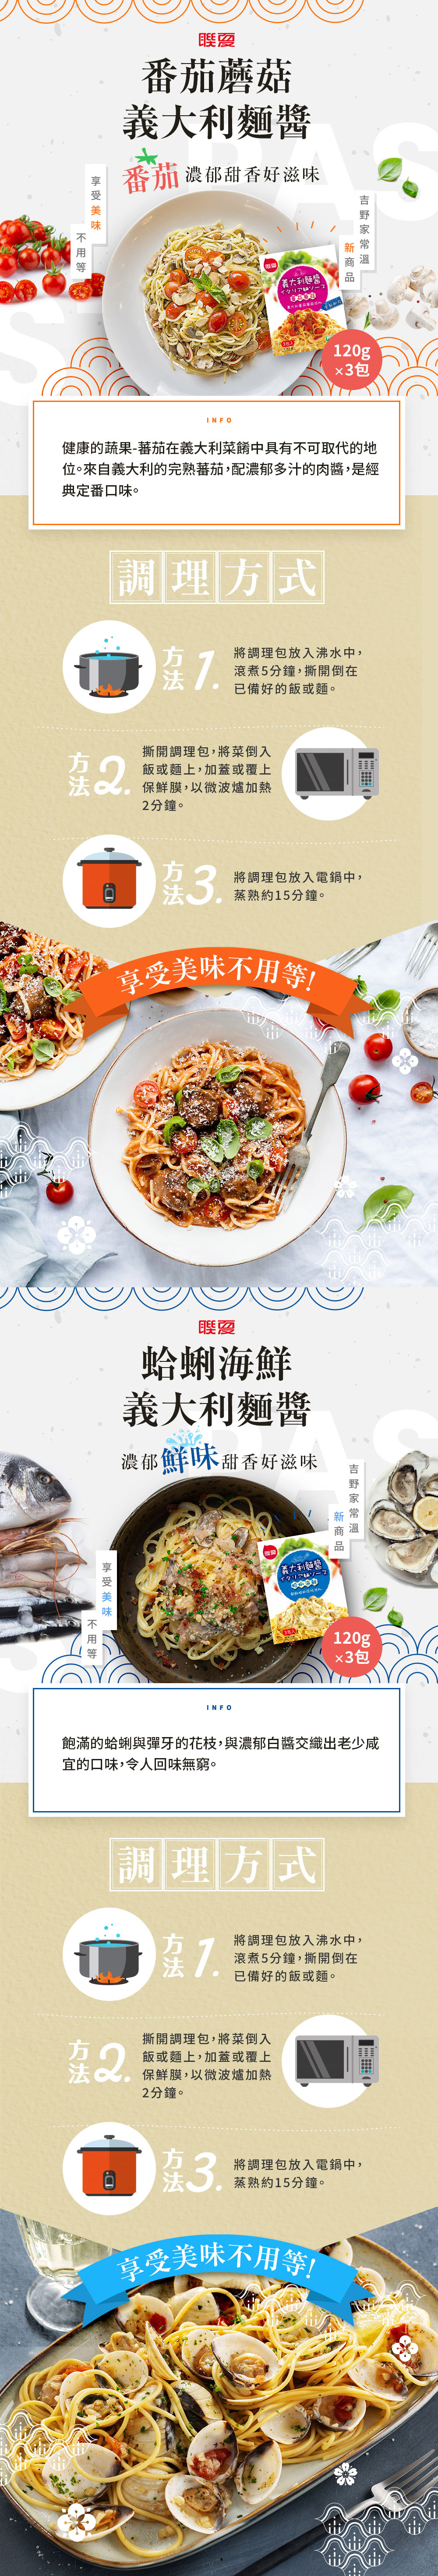 聯夏
番茄蘑菇
義大利麵醬
番茄 濃郁甜香好滋味
享受美味
不用等
吉野家常溫
新商品
義大利麵醬
番茄蘑菇
120g
×3包
INFO
健康的蔬果-蕃茄在義大利菜餚中具有不可取代的地
位。來自義大利的完熟蕃茄，配濃郁多汁的肉醬，是經
典定番口味。
調理方式
方法1.
將調理包放入沸水中，
滾煮5分鐘，撕開倒在
已備好的飯或麵。
方法2.
撕開調理包，將菜倒入
飯或麵上，加蓋或覆上
保鮮膜，以微波爐加熱
2分鐘。
方法3.
將調理包放入電鍋中，
蒸熟約15分鐘。
享受美味不用等!
聯夏
蛤蜊海鮮
義大利麵醬
濃郁鮮味甜香好滋味
吉野家常溫
新商品
享受美味
不用等
義大利麵醬
120g
×3包
INFO
飽滿的蛤蜊與彈牙的花枝，與濃郁白醬交織出老少咸
宜的口味，令人回味無窮。
調理方式
方法1.
將調理包放入沸水中，
滾煮5分鐘，撕開倒在
已備好的飯或麵。
方法2.
撕開調理包，將菜倒入
飯或麵上，加蓋或覆上
保鮮膜，以微波爐加熱
2分鐘。
方法3.
將調理包放入電鍋中，
蒸熟約15分鐘。
享受美味不用等!